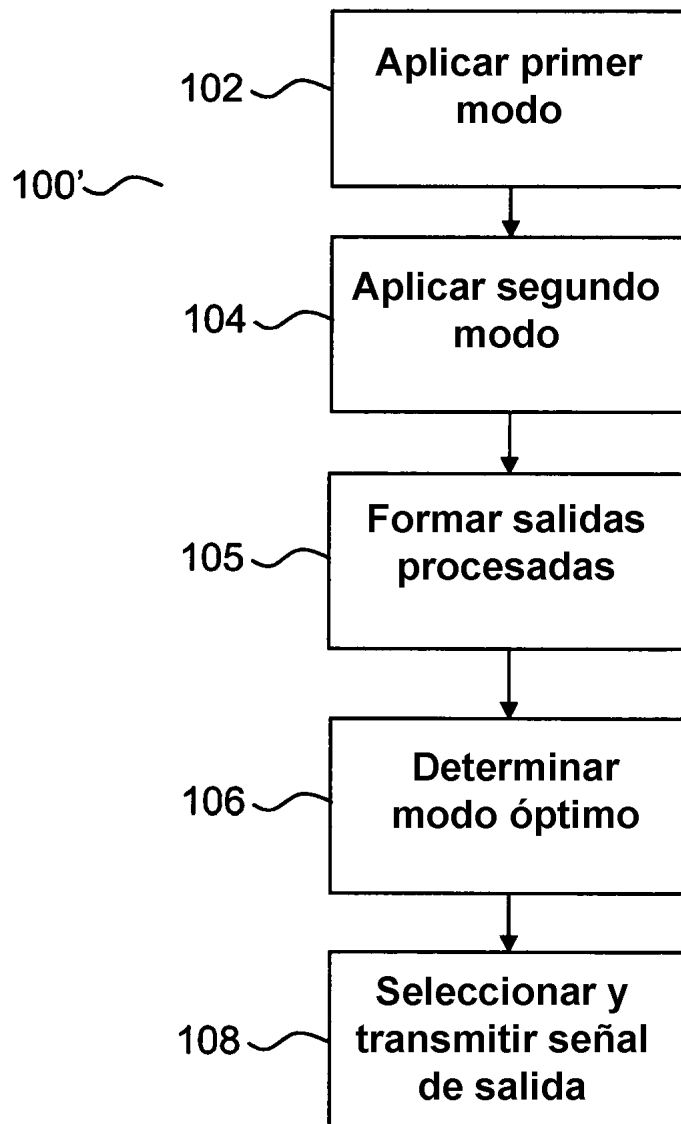 Aplicar primer
modo
102
100'
Aplicar segundo
modo
104
Formar salidas
procesadas
105
Determinar
modo óptimo
106
Seleccionar y
transmitir señal
de salida
108